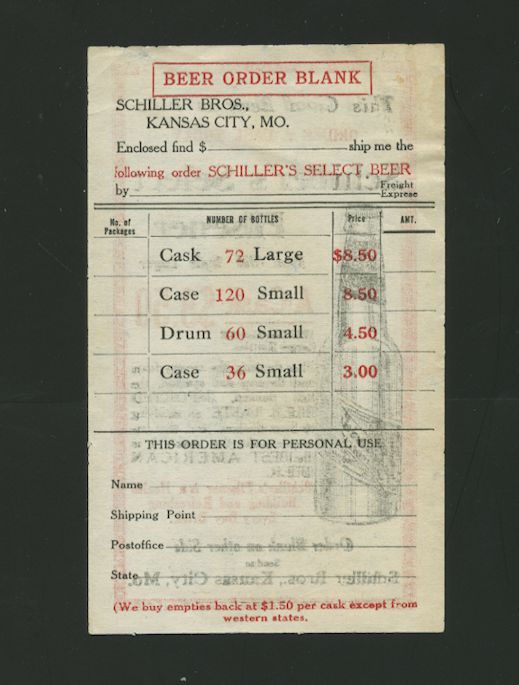 BEER ORDER BLANK
SCHILLER BROS.,
KANSAS CITY, MO.
Enclosed find $ ship me the
following order SCHILLER'S SELECT BEER
by Freight
Exprese
No. of Packages NUMBER OF BOTTLES Price AMT.
Cask 72 Large $8.50
Case 120 Small 8.50
Drum 60 Small 4.50
Case 36 Small 3.00
THIS ORDER IS FOR PERSONAL USE
Name
Shipping Point
Postoffice
State
(We buy empties back at $1.50 per cask except from
western states.